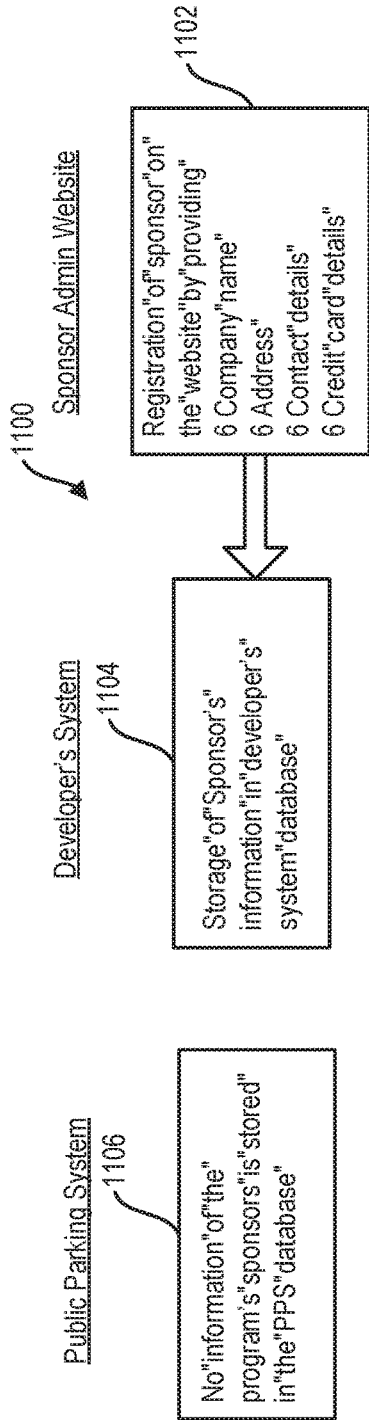 Public Parking System
1106
No"information"of"the"
program's"sponsors"is"stored"
in"the"PPS"database"
Developer's System
1104
Storage"of"Sponsor's"
information"in"developer's"
system"database"
1100
Sponsor Admin Website
1102
Registration"of"sponsor"on"
the"website"by"providing"
6 Company"name"
6 Address"
6 Contact"details"
6 Credit"card"details"